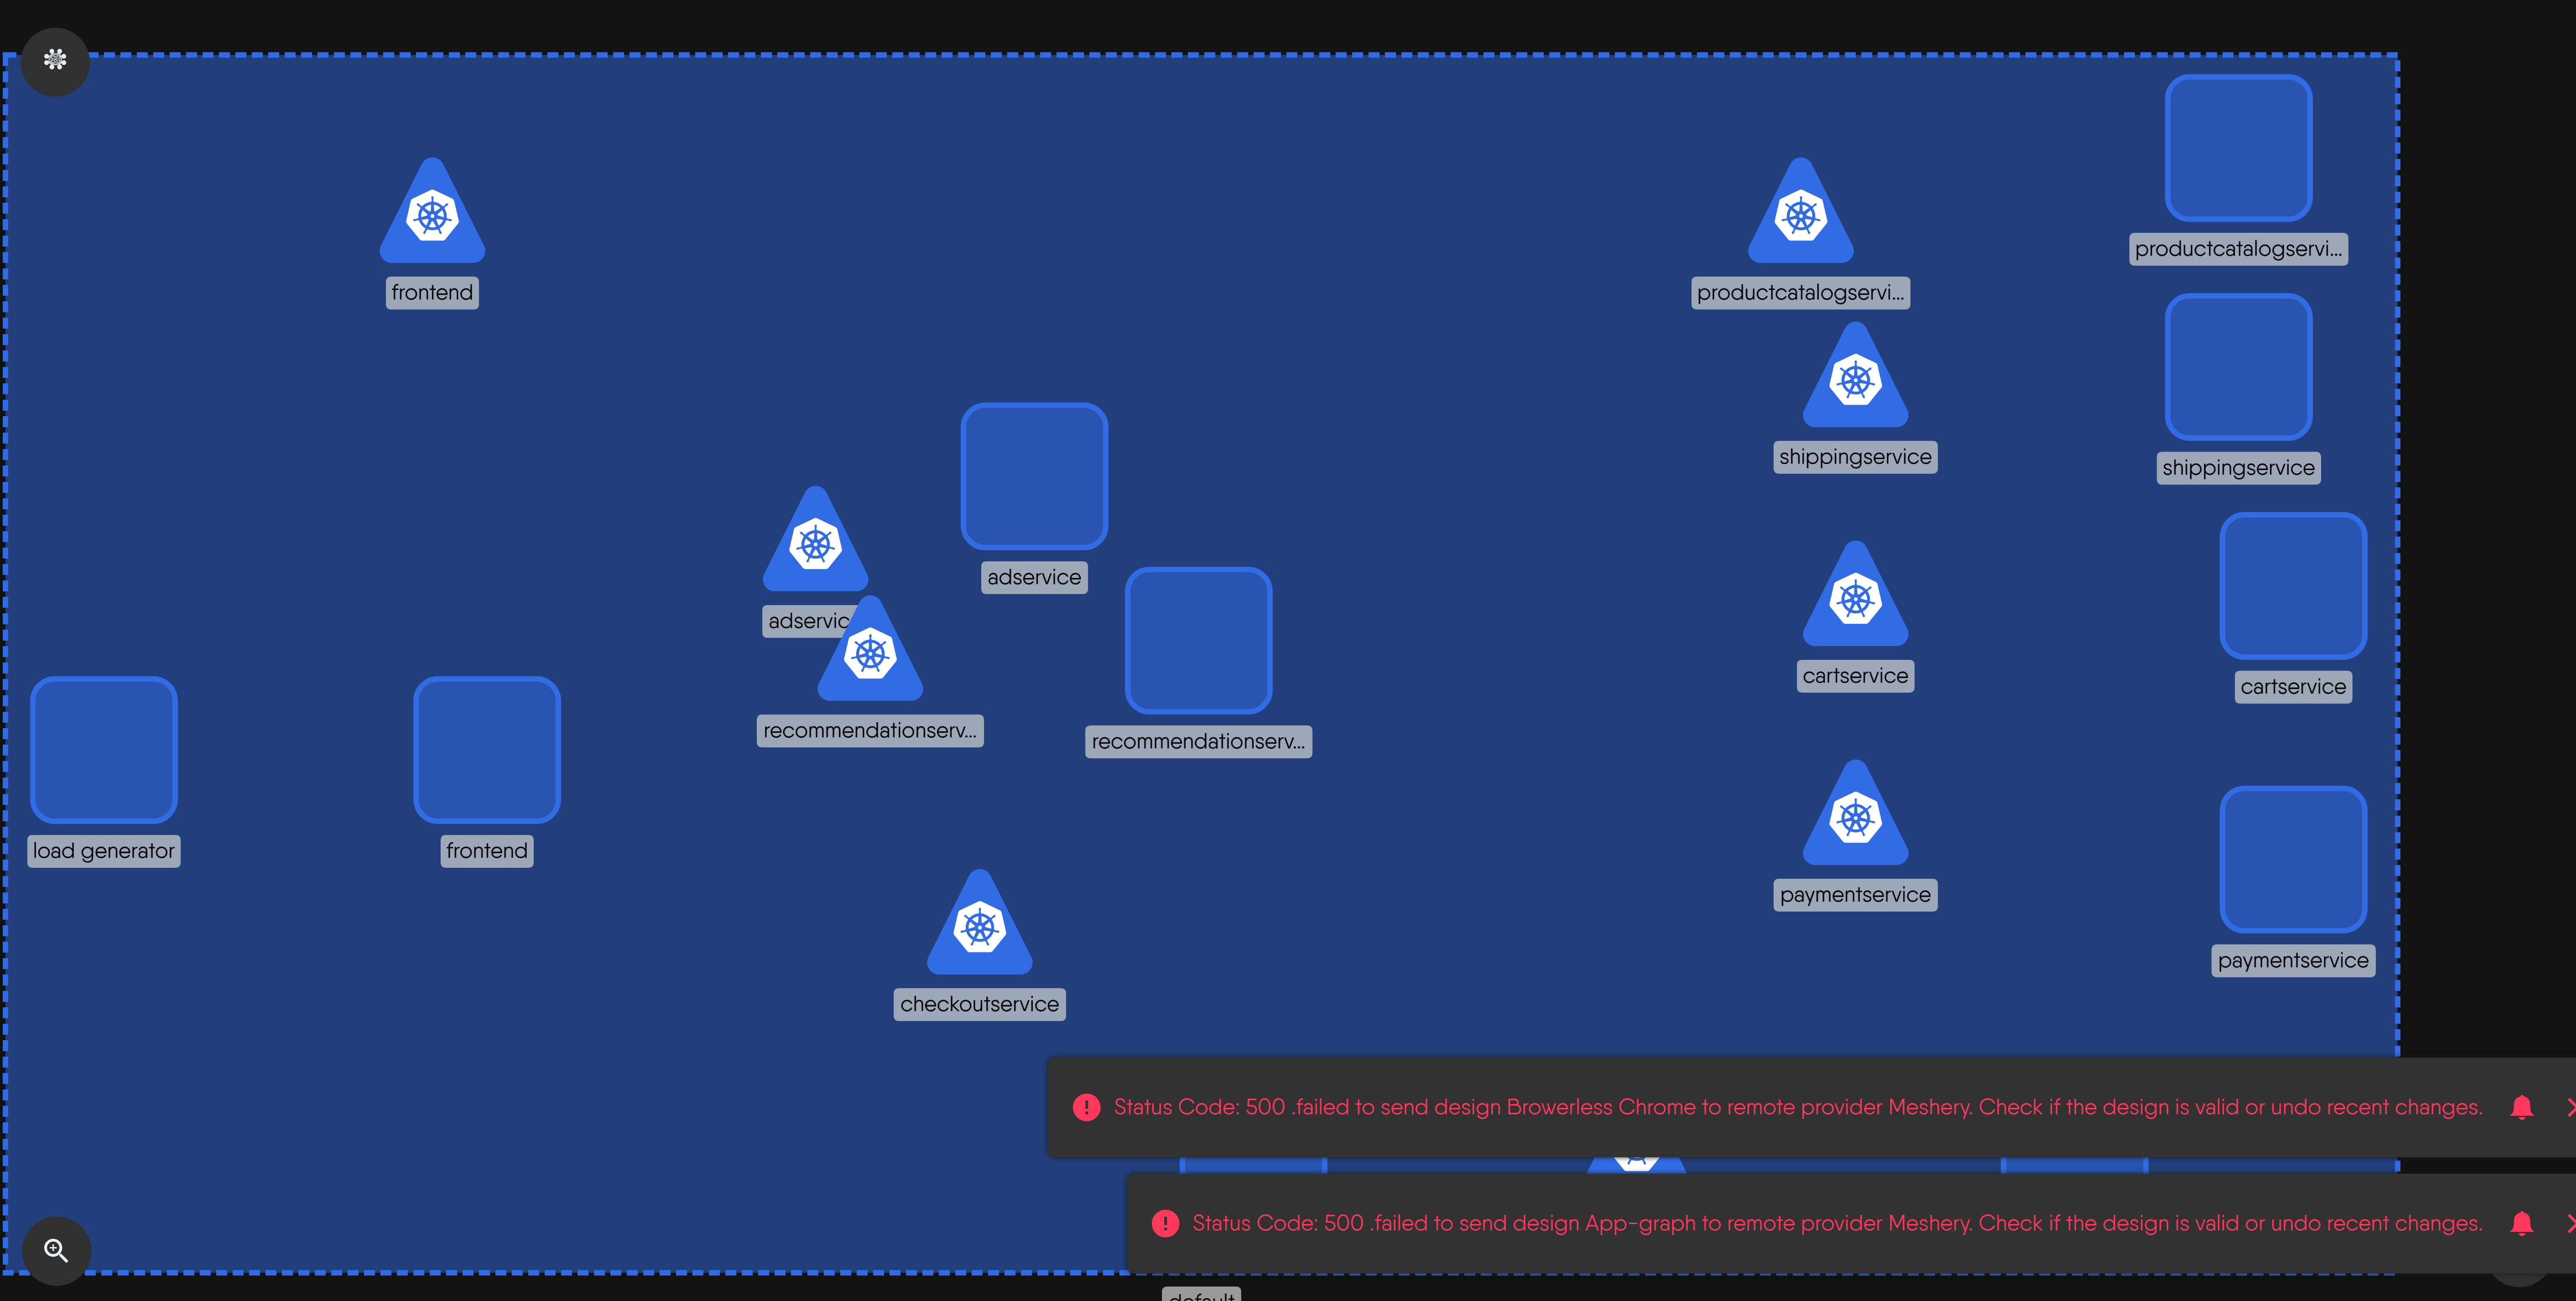 productcatalogservi...
frontend
productcatalogservi...
shippingservice
shippingservice
adservice
adservic
cartservice
cartservice
recommendationserv...
recommendationserv...
load generator
frontend
paymentservice
paymentservice
checkoutservice
Status Code: 500 .failed to send design Browerless Chrome to remote provider Meshery. Check if the design is valid or undo recent changes.
Status Code: 500 .failed to send design App-graph to remote provider Meshery. Check if the design is valid or undo recent changes.
default